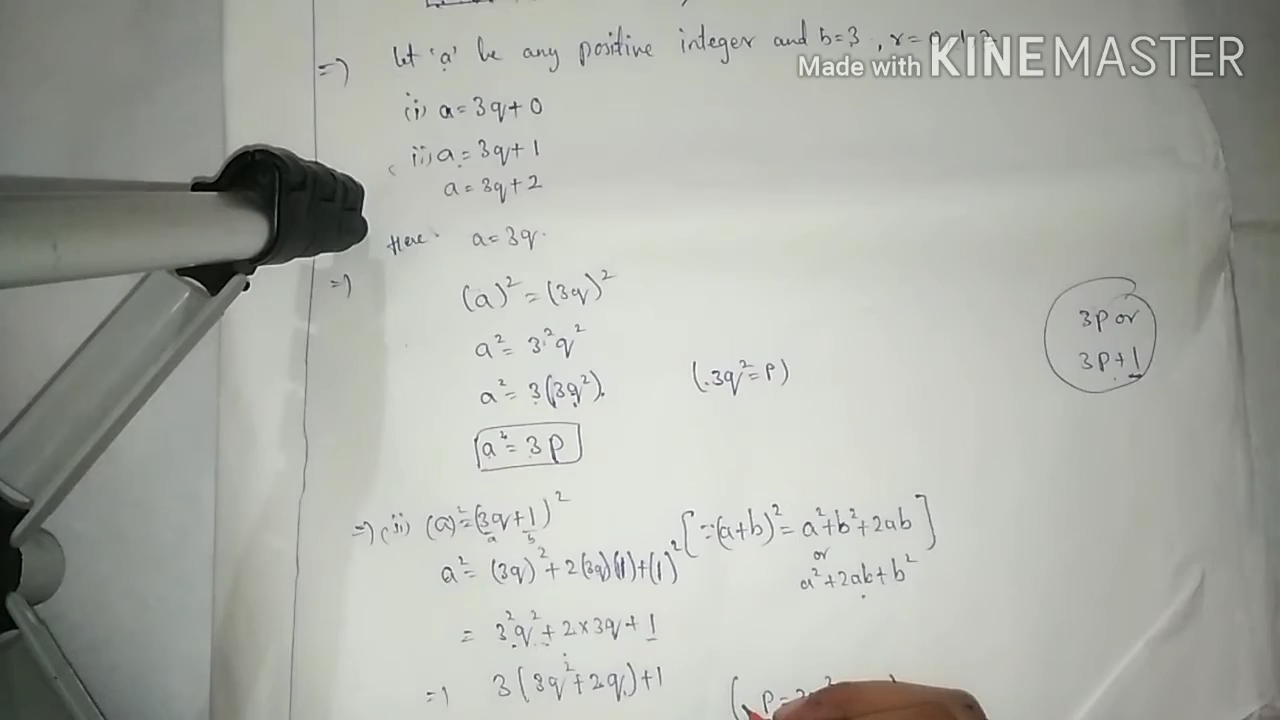 Made with KINEMASTER
=) Let 'a' be any positive integer and b=3, r=
(i) a = 3q + 0
(ii) a = 3q + 1
a = 3q + 2
Here a = 3q.
=) (a)² = (3q)²
a² = 3²q²
a² = 3(3q²). (3q² = P)
a² = 3P
3P or
3P+1
=) (ii) (a)² = (3q+1)² [∵ (a+b)² = a²+b²+2ab]
a b
or
a² = (3q)² + 2(3q)(1) + (1)²
a²+2ab+b²
= 3²q² + 2×3q + 1
=) 3(3q²+2q)+1 (P =